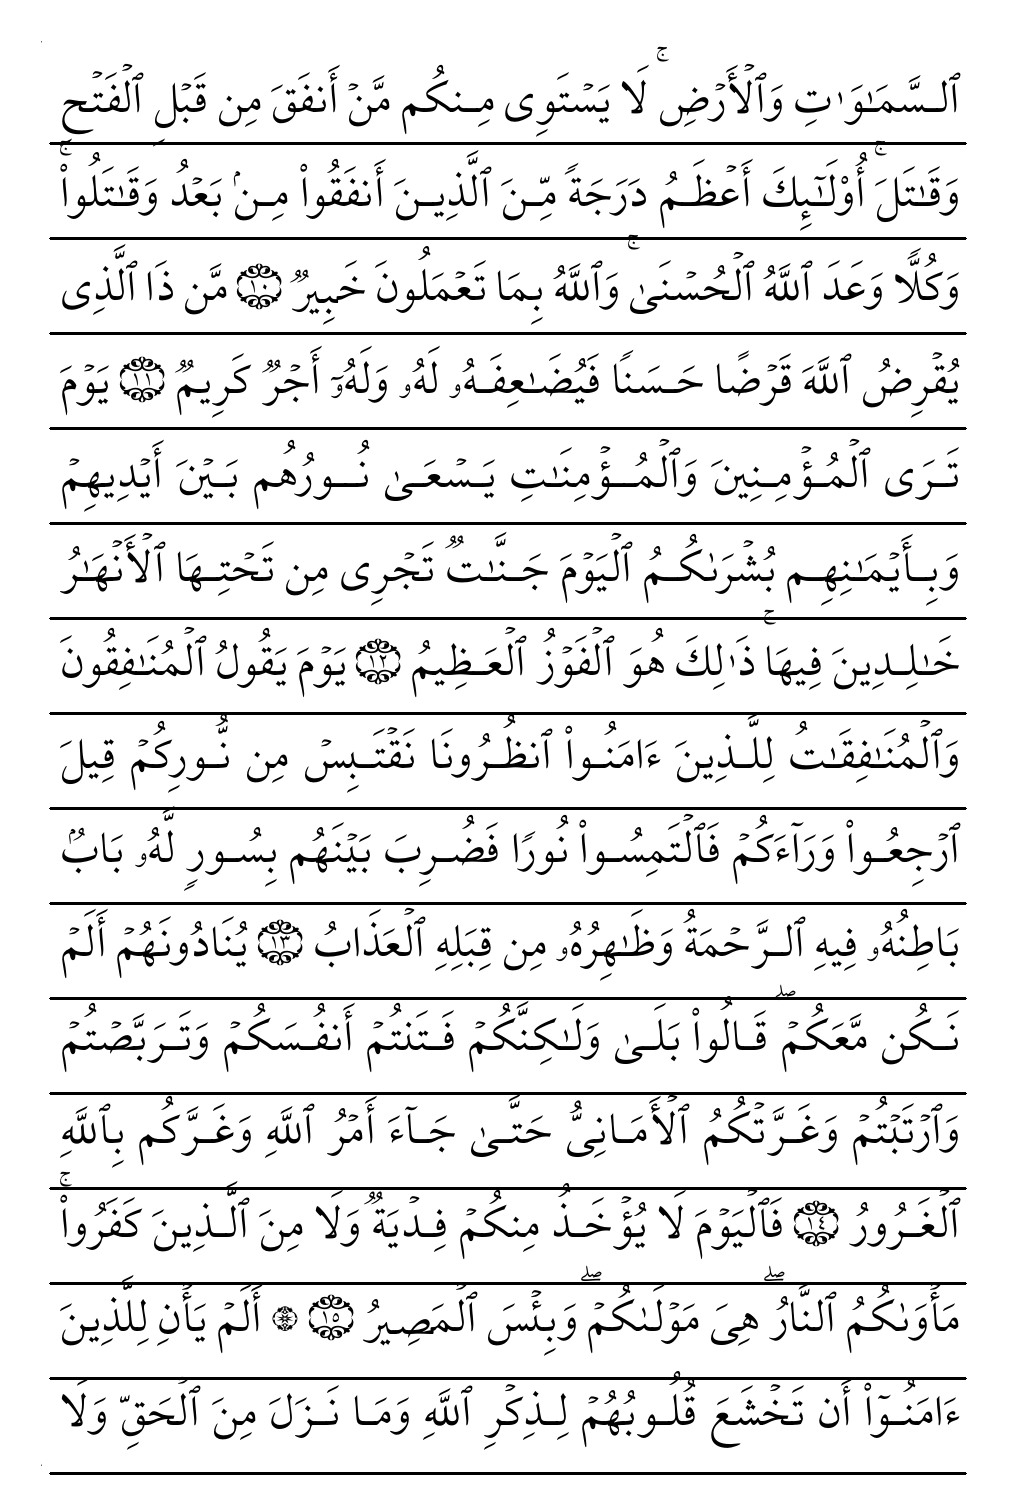 ٱلسَّمَـٰوَٰتِ وَٱلۡأَرۡضِۚ لَا يَسۡتَوِى مِنكُم مَّنۡ أَنفَقَ مِن قَبۡلِ ٱلۡفَتۡحِ
وَقَـٰتَلَۚ أُوْلَـٰٓئِكَ أَعۡظَمُ دَرَجَةً مِّنَ ٱلَّذِينَ أَنفَقُواْ مِنۢ بَعۡدُ وَقَـٰتَلُواْۚ
وَكُلًّا وَعَدَ ٱللَّهُ ٱلۡحُسۡنَىٰۚ وَٱللَّهُ بِمَا تَعۡمَلُونَ خَبِيرٌ ١٠ مَّن ذَا ٱلَّذِى
يُقۡرِضُ ٱللَّهَ قَرۡضًا حَسَنًا فَيُضَـٰعِفَهُۥ لَهُۥ وَلَهُۥٓ أَجۡرٌ كَرِيمٌ ١١ يَوۡمَ
تَرَى ٱلۡمُؤۡمِنِينَ وَٱلۡمُؤۡمِنَـٰتِ يَسۡعَىٰ نُورُهُم بَيۡنَ أَيۡدِيهِمۡ
وَبِأَيۡمَـٰنِهِم بُشۡرَىٰكُمُ ٱلۡيَوۡمَ جَنَّـٰتٌ تَجۡرِى مِن تَحۡتِهَا ٱلۡأَنۡهَـٰرُ
خَـٰلِدِينَ فِيهَاۚ ذَٰلِكَ هُوَ ٱلۡفَوۡزُ ٱلۡعَظِيمُ ١٢ يَوۡمَ يَقُولُ ٱلۡمُنَـٰفِقُونَ
وَٱلۡمُنَـٰفِقَـٰتُ لِلَّذِينَ ءَامَنُواْ ٱنظُرُونَا نَقۡتَبِسۡ مِن نُّورِكُمۡ قِيلَ
ٱرۡجِعُواْ وَرَآءَكُمۡ فَٱلۡتَمِسُواْ نُورًا فَضُرِبَ بَيۡنَهُم بِسُورٍ لَّهُۥ بَابُۢ
بَاطِنُهُۥ فِيهِ ٱلرَّحۡمَةُ وَظَـٰهِرُهُۥ مِن قِبَلِهِ ٱلۡعَذَابُ ١٣ يُنَادُونَهُمۡ أَلَمۡ
نَكُن مَّعَكُمۡۖ قَالُواْ بَلَىٰ وَلَـٰكِنَّكُمۡ فَتَنتُمۡ أَنفُسَكُمۡ وَتَرَبَّصۡتُمۡ
وَٱرۡتَبۡتُمۡ وَغَرَّتۡكُمُ ٱلۡأَمَانِىُّ حَتَّىٰ جَآءَ أَمۡرُ ٱللَّهِ وَغَرَّكُم بِٱللَّهِ
ٱلۡغَرُورُ ١٤ فَٱلۡيَوۡمَ لَا يُؤۡخَذُ مِنكُمۡ فِدۡيَةٌ وَلَا مِنَ ٱلَّذِينَ كَفَرُواْۚ
مَأۡوَىٰكُمُ ٱلنَّارُۖ هِىَ مَوۡلَىٰكُمۡۖ وَبِئۡسَ ٱلۡمَصِيرُ ١٥ ۞ أَلَمۡ يَأۡنِ لِلَّذِينَ
ءَامَنُوٓاْ أَن تَخۡشَعَ قُلُوبُهُمۡ لِذِكۡرِ ٱللَّهِ وَمَا نَزَلَ مِنَ ٱلۡحَقِّ وَلَا